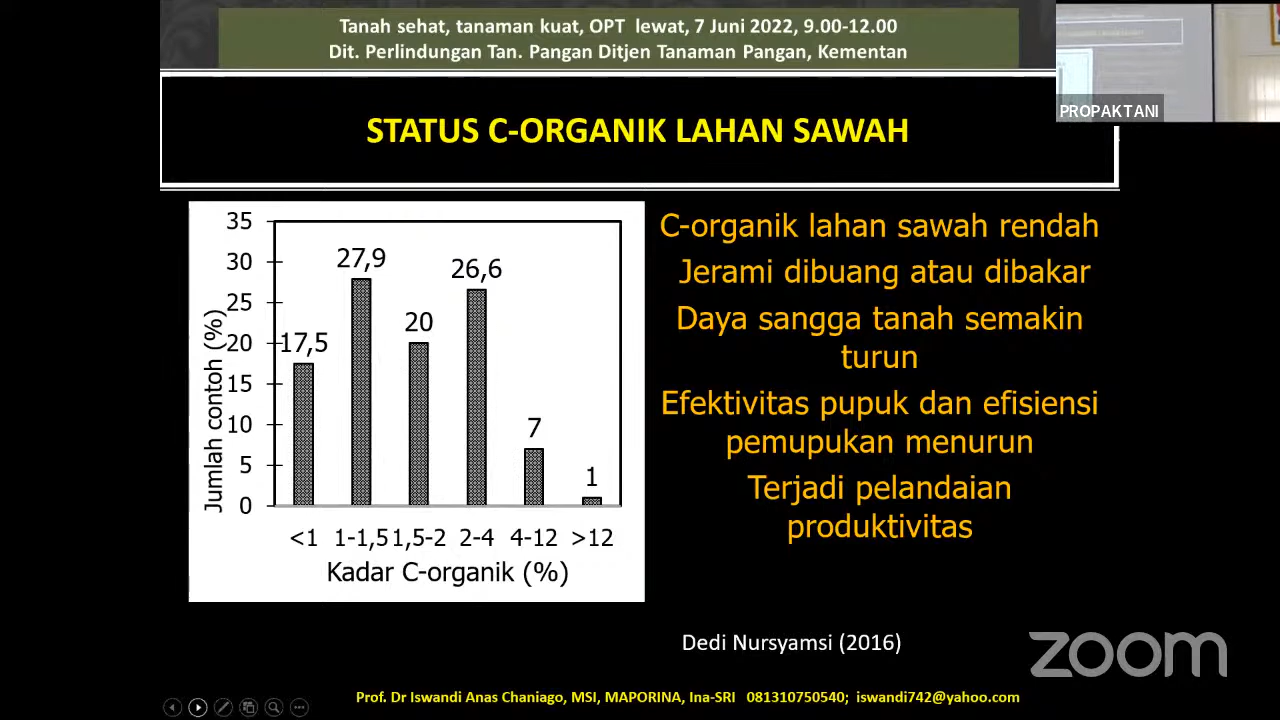 Tanah sehat, tanaman kuat, OPT lewat, 7 Juni 2022, 9.00-12.00
Dit. Perlindungan Tan. Pangan Ditjen Tanaman Pangan, Kementan
PROPAKTANI
STATUS C-ORGANIK LAHAN SAWAH
Jumlah contoh (%)
35
30
25
20
15
10
5
0
17,5
27,9
20
26,6
7
1
<1 1-1,5 1,5-2 2-4 4-12 >12
Kadar C-organik (%)
C-organik lahan sawah rendah
Jerami dibuang atau dibakar
Daya sangga tanah semakin
turun
Efektivitas pupuk dan efisiensi
pemupukan menurun
Terjadi pelandaian
produktivitas
Dedi Nursyamsi (2016)
zoom
Prof. Dr Iswandi Anas Chaniago, MSI, MAPORINA, Ina-SRI 081310750540; iswandi742@yahoo.com